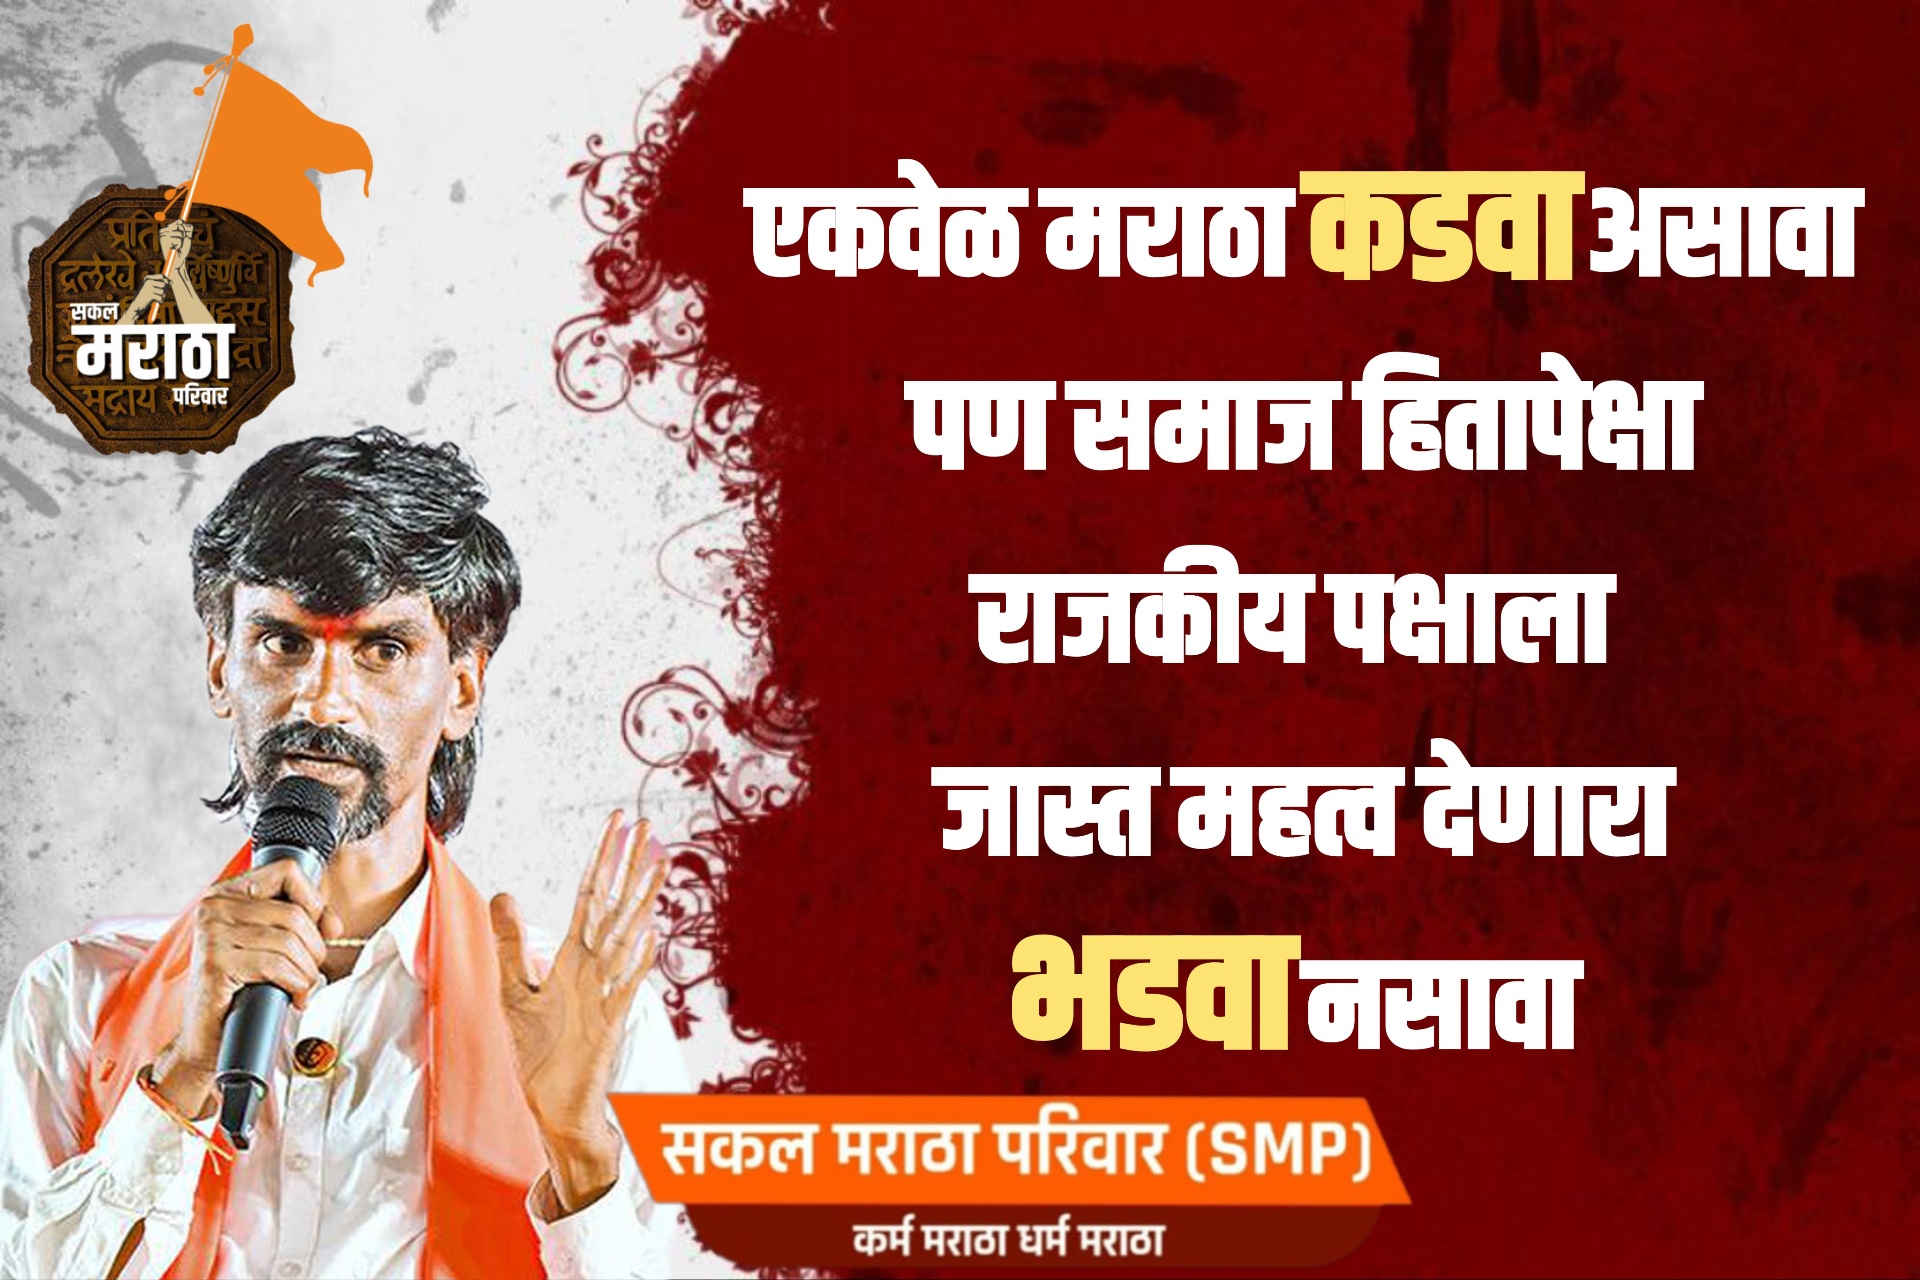 सकल
मराठा
परिवार
एकवेळ मराठा कडवा असावा
पण समाज हितापेक्षा
राजकीय पक्षाला
जास्त महत्व देणारा
भडवा नसावा
सकल मराठा परिवार (SMP)
कर्म मराठा धर्म मराठा